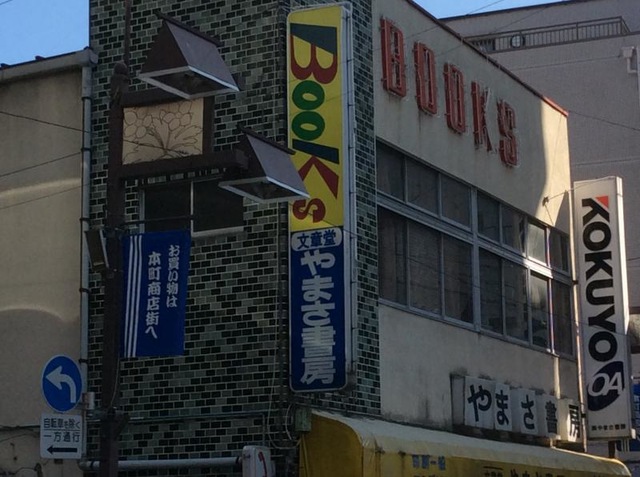 Books
文章堂
やまさ書房
BOOKS
お買い物は
本町商店街へ
自転車を除く
一方通行
KOKUYO
OA
やまさ書房